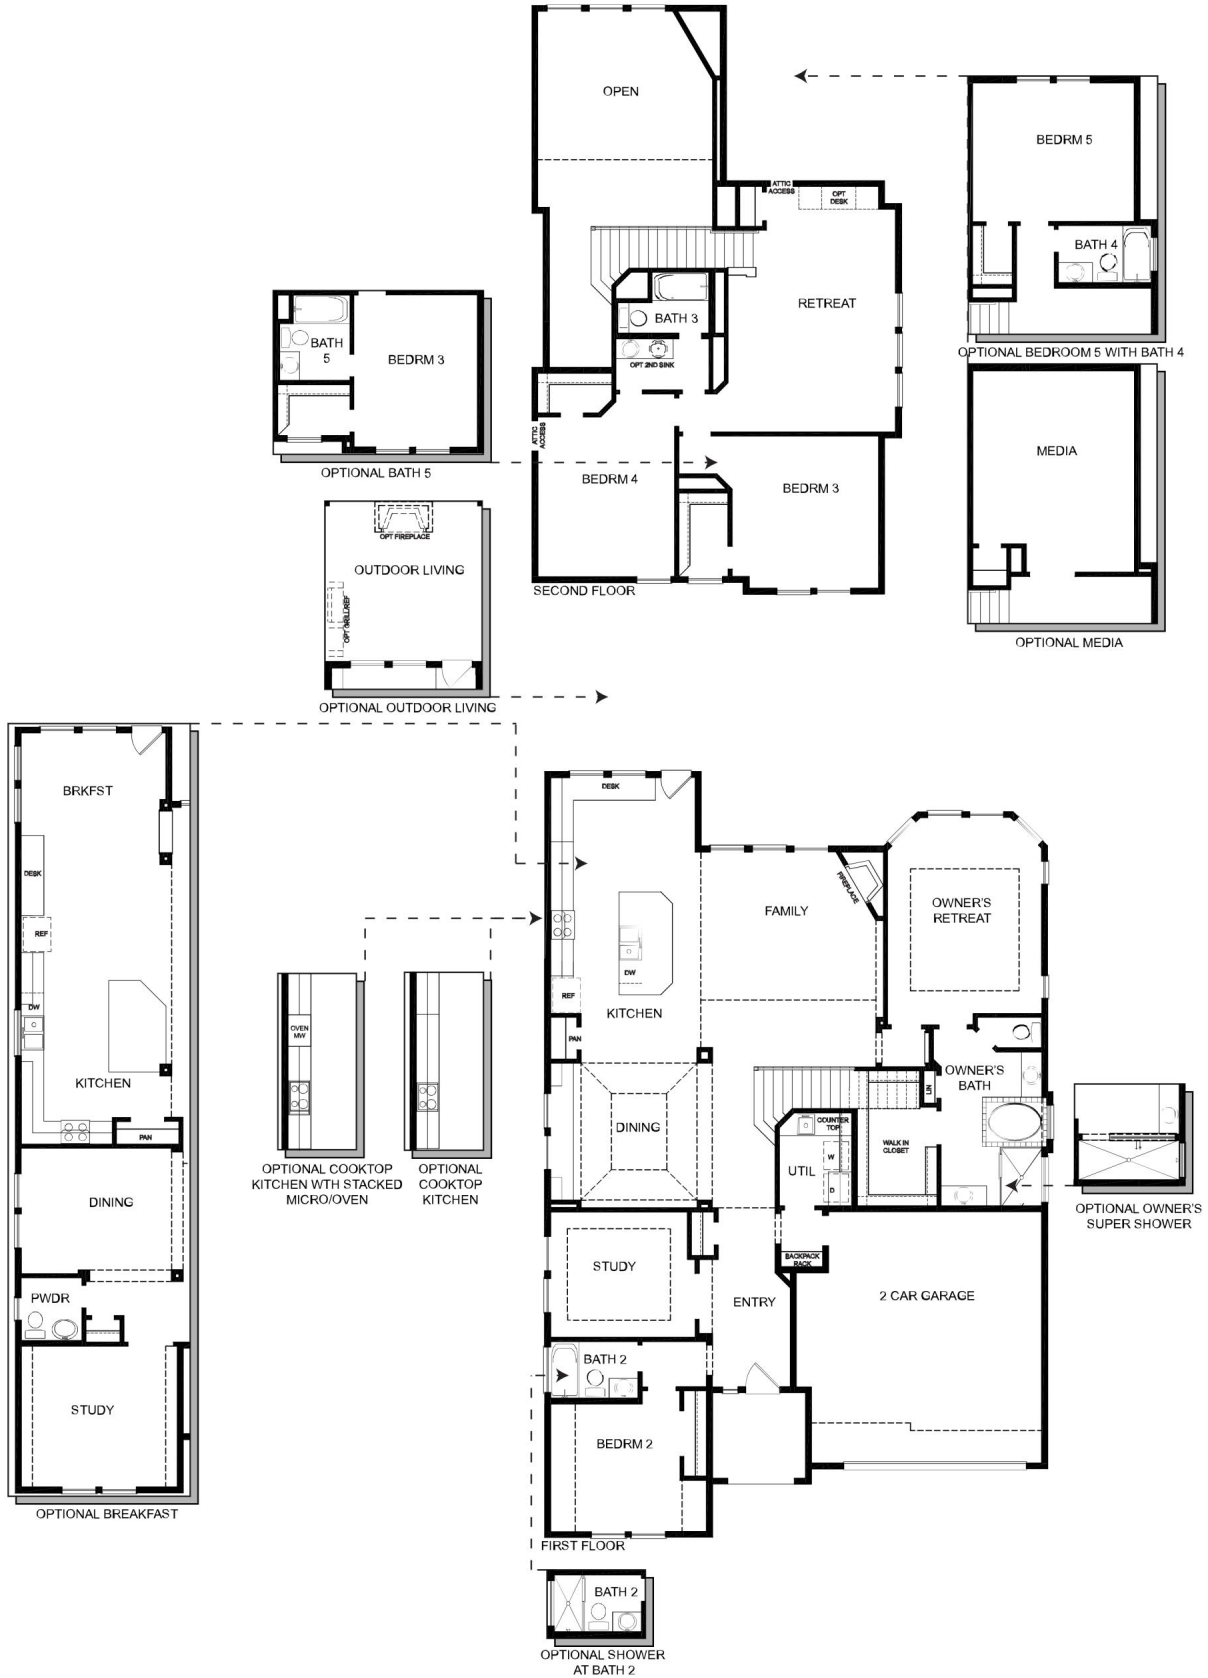 OPEN
ATTIC
ACCESS
OPT
DESK
RETREAT
BATH 3
OPT 2ND SINK
ATTIC
ACCESS
BEDRM 4
BEDRM 3
SECOND FLOOR
BEDRM 5
BATH 4
OPTIONAL BEDROOM 5 WITH BATH 4
MEDIA
OPTIONAL MEDIA
BATH
5
BEDRM 3
OPTIONAL BATH 5
OPT FIREPLACE
OUTDOOR LIVING
OPT GRILL/REF
OPTIONAL OUTDOOR LIVING
BRKFST
DESK
REF
DW
KITCHEN
PAN
DINING
PWDR
STUDY
OPTIONAL BREAKFAST
OVEN
MW
OPTIONAL COOKTOP
KITCHEN WTH STACKED
MICRO/OVEN
OPTIONAL
COOKTOP
KITCHEN
DESK
FAMILY
FIREPLACE
OWNER'S
RETREAT
DW
REF
KITCHEN
PAN
DINING
OWNER'S
BATH
LIN
WALK IN
CLOSET
COUNTER
TOP
W
UTIL
D
BACKPACK
RACK
STUDY
ENTRY
2 CAR GARAGE
BATH 2
BEDRM 2
FIRST FLOOR
OPTIONAL OWNER'S
SUPER SHOWER
BATH 2
OPTIONAL SHOWER
AT BATH 2